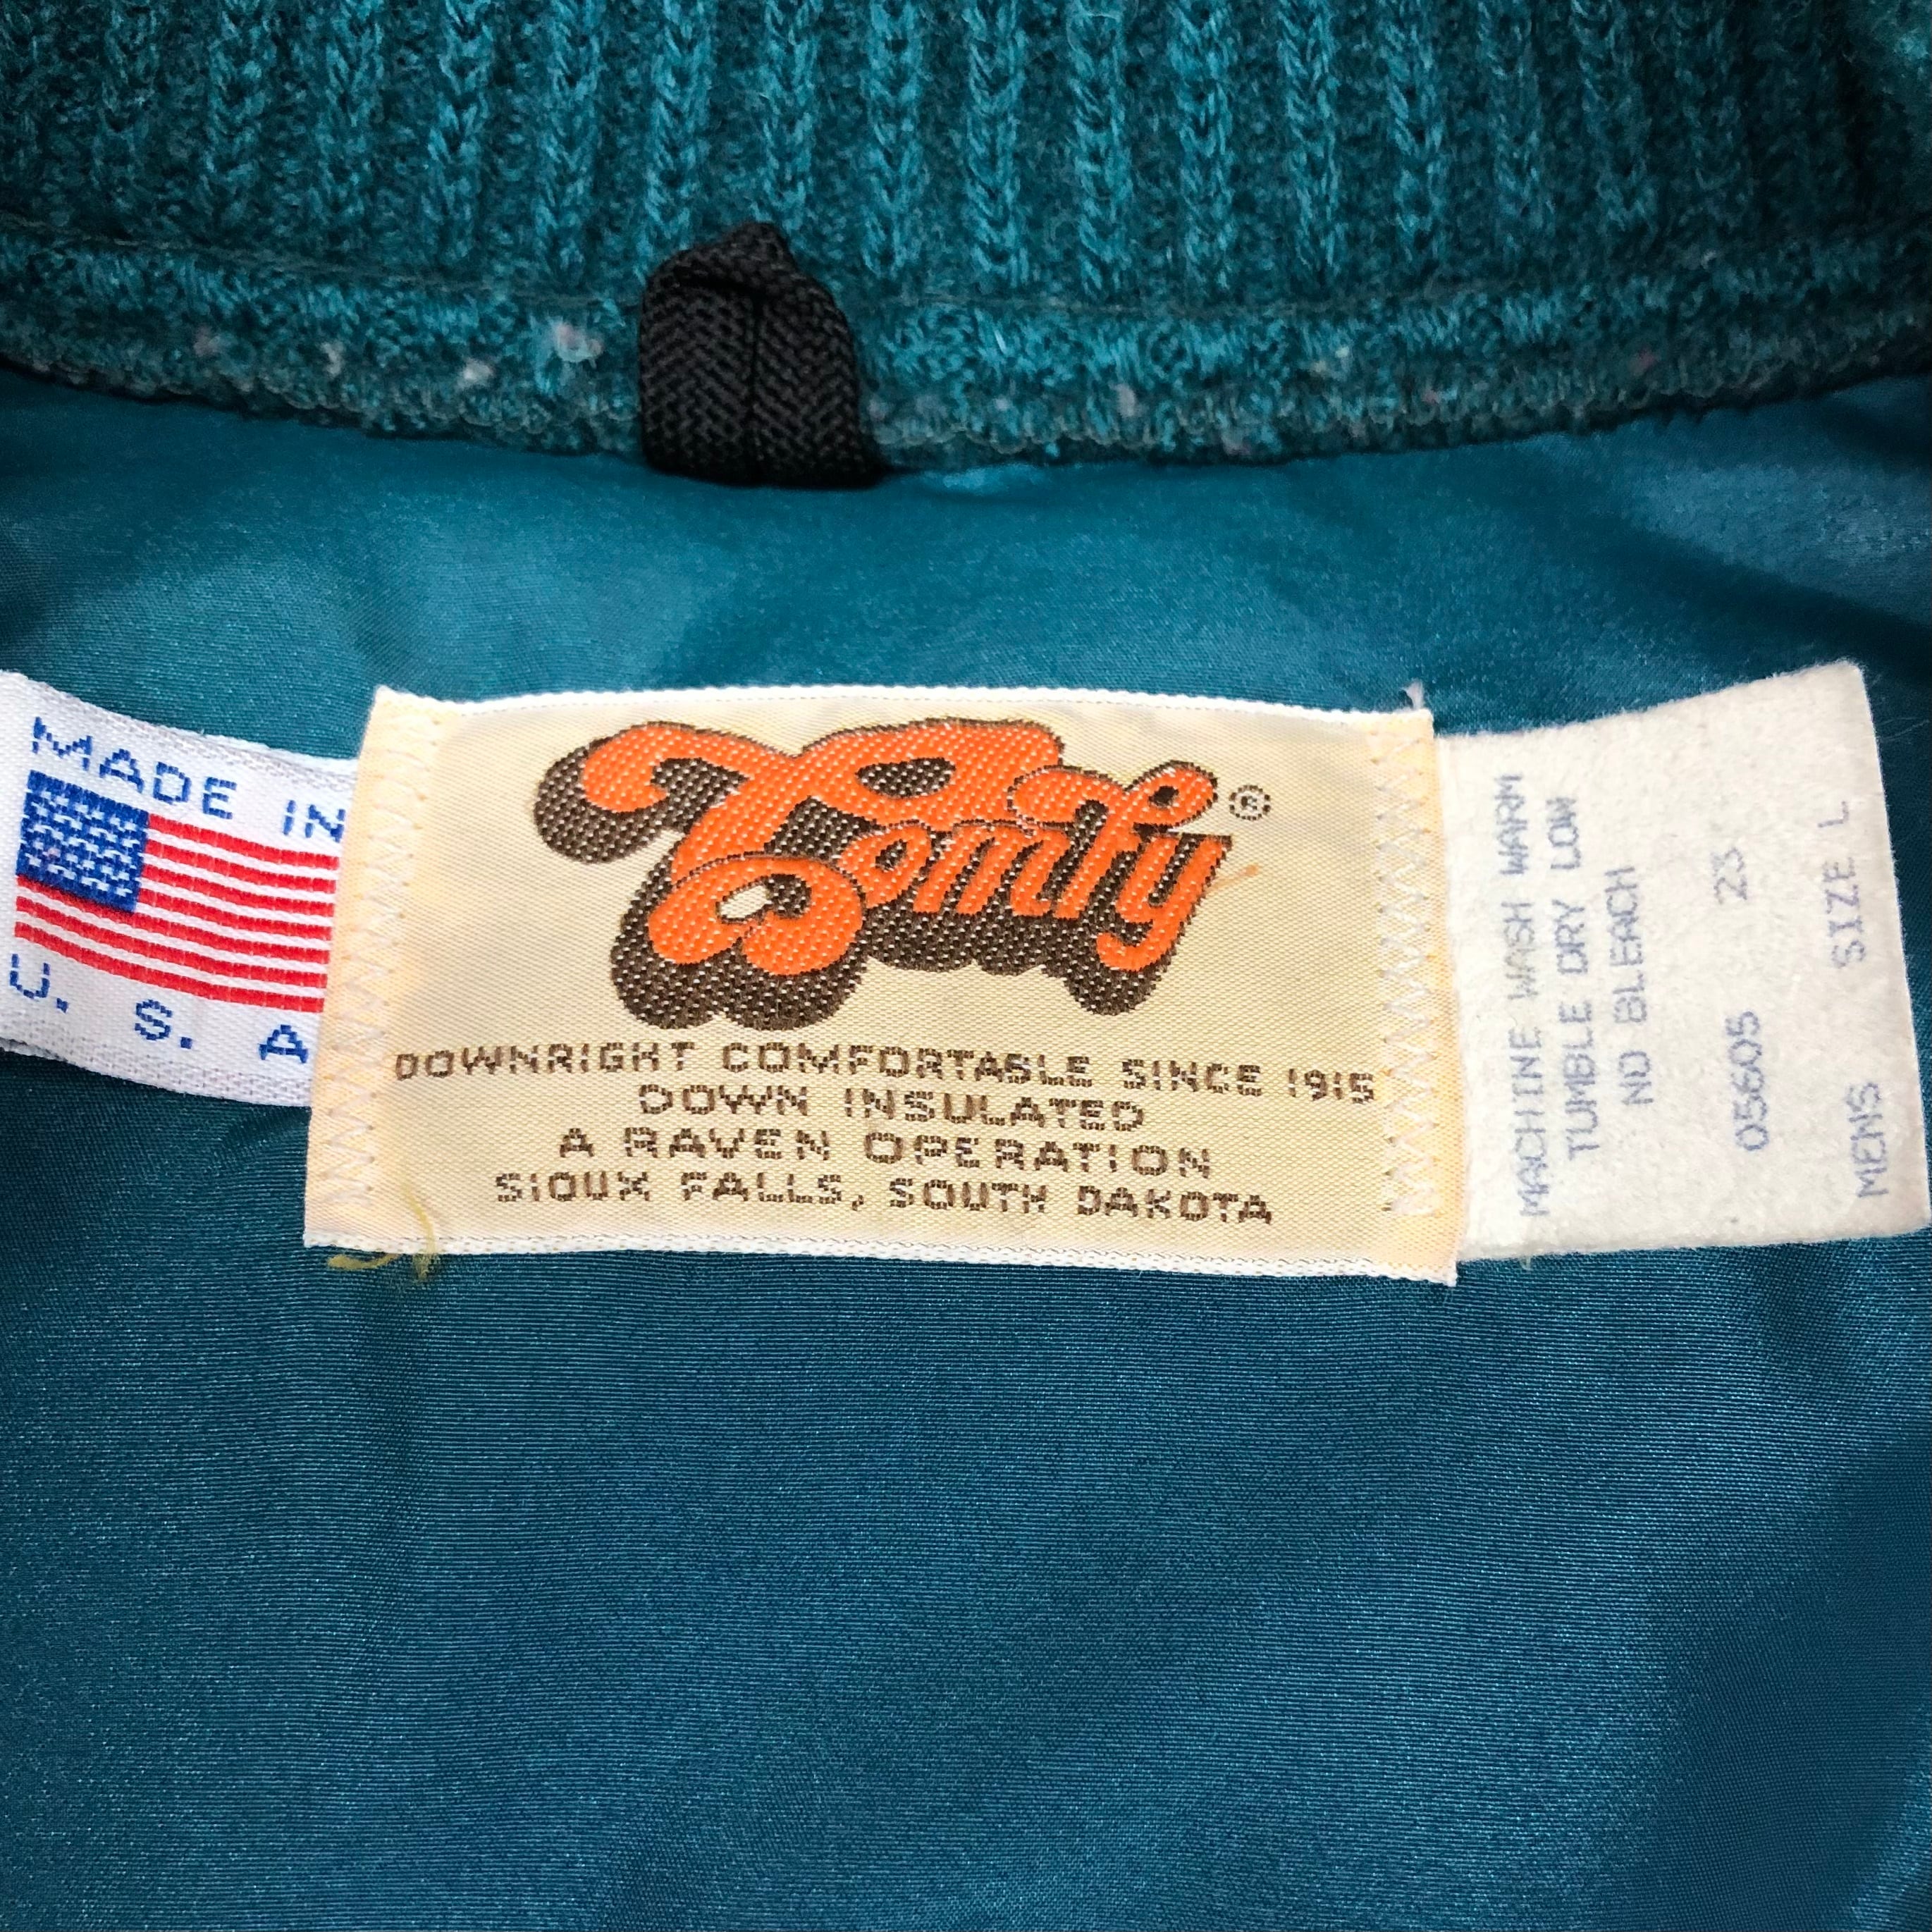 MADE IN
U. S. A
Comfy®
DOWNRIGHT COMFORTABLE SINCE 1915
DOWN INSULATED
A RAVEN OPERATION
SIOUX FALLS, SOUTH DAKOTA
MACHINE WASH WARM
TUMBLE DRY LOW
NO BLEACH
05605 23
MENS SIZE L